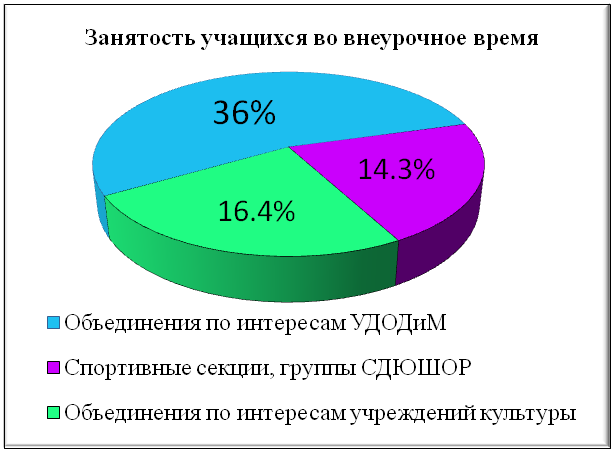 Занятость учащихся во внеурочное время
36%
14.3%
16.4%
Объединения по интересам УДОДиМ
Спортивные секции, группы СДЮШОР
Объединения по интересам учреждений культуры